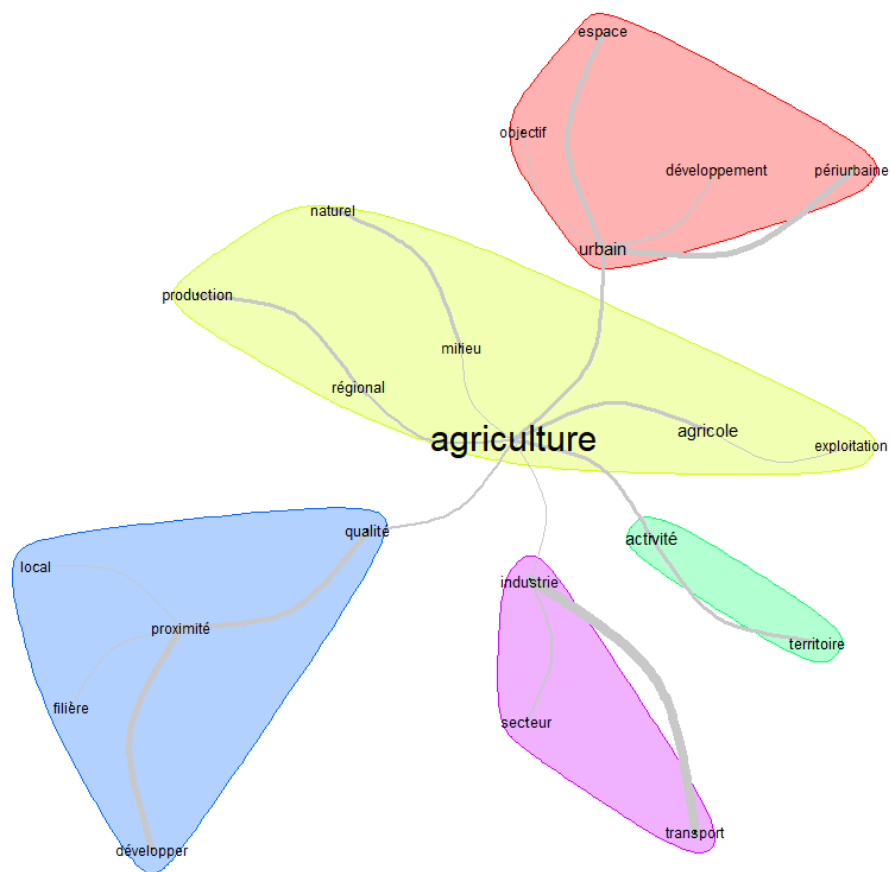 espace
objectif
développement
périurbaine
naturel
urbain
production
milieu
régional
agriculture
agricole
exploitation
qualité
activité
local
industrie
proximité
territoire
filière
secteur
transport
développer